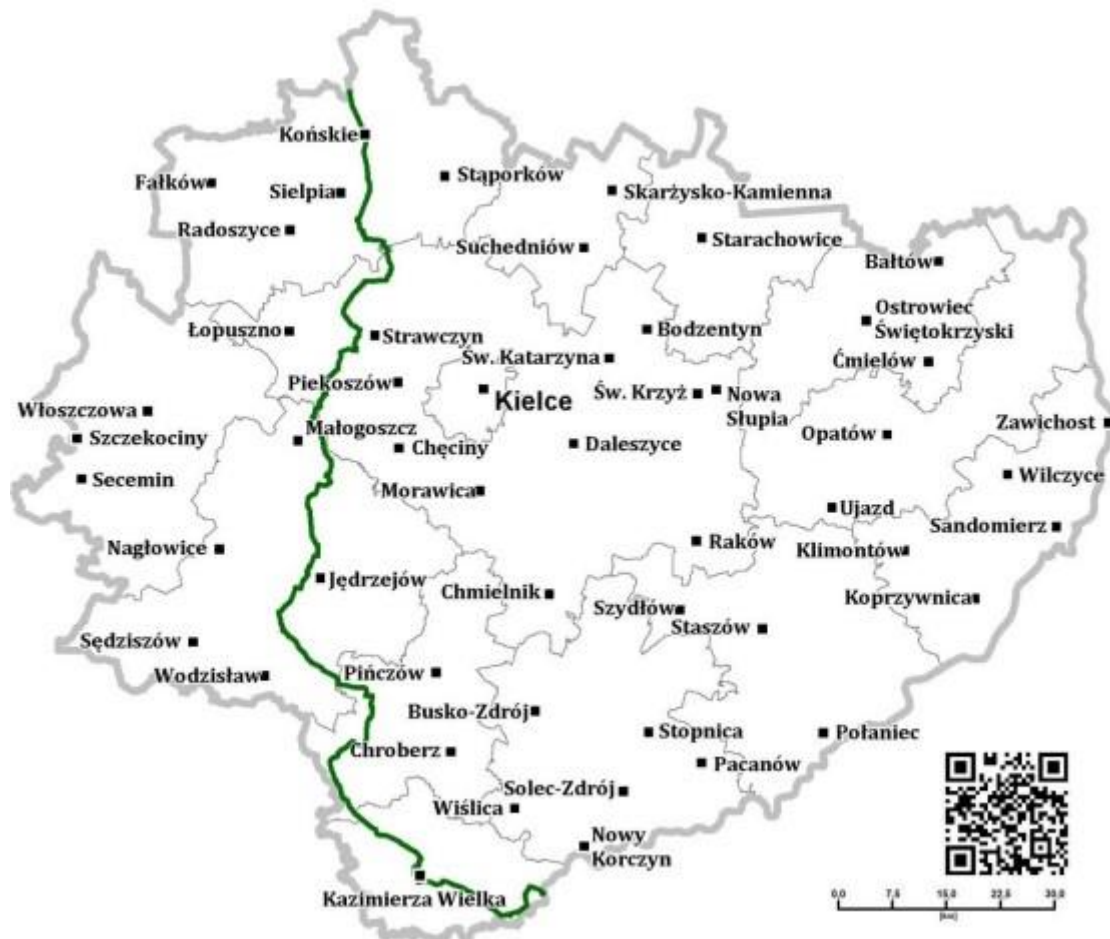 Końskie
Fałków
Sielpia
Stąporków
Skarżysko-Kamienna
Radoszyce
Suchedniów
Starachowice
Bałtów
Łopuszno
Strawczyn
Bodzentyn
Ostrowiec
Świętokrzyski
Św. Katarzyna
Ćmielów
Piekoszów
Kielce
Św. Krzyż
Nowa
Słupia
Włoszczowa
Szczekociny
Małogoszcz
Chęciny
Daleszyce
Opatów
Zawichost
Secemin
Morawica
Wilczyce
Ujazd
Sandomierz
Nagłowice
Raków
Klimontów
Jędrzejów
Chmielnik
Szydłów
Koprzywnica
Staszów
Sędziszów
Wodzisław
Pińczów
Busko-Zdrój
Stopnica
Połaniec
Chroberz
Pacanów
Solec-Zdrój
Wiślica
Nowy
Korczyn
Kazimierza Wielka
0,0 7,5 15,0 22,5 30,0
[km]